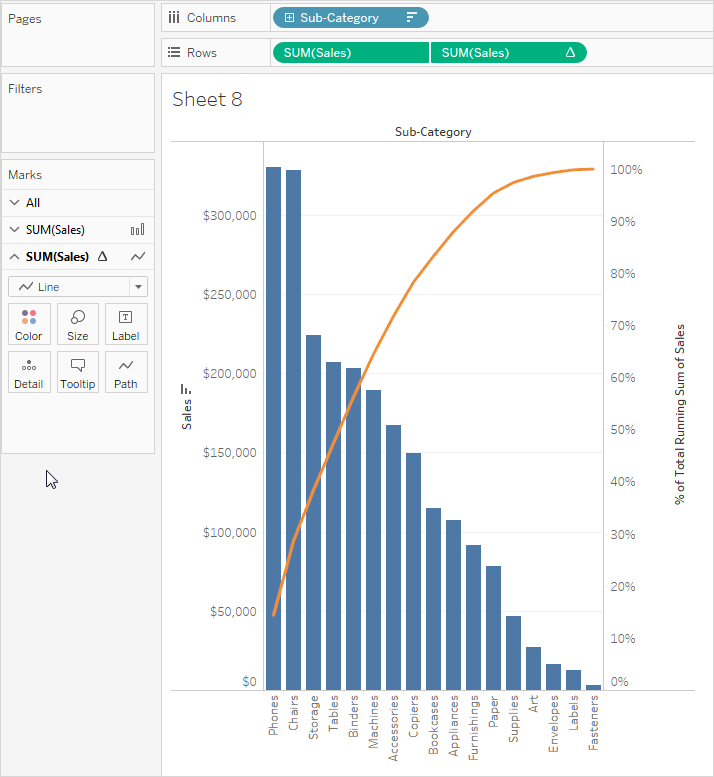 Pages
Columns
Sub-Category
Rows
SUM(Sales)
SUM(Sales)
Filters
Marks
All
SUM(Sales)
SUM(Sales)
Line
Color
Size
Label
Detail
Tooltip
Path
Sheet 8
Sub-Category
Sales
$300,000
$250,000
$200,000
$150,000
$100,000
$50,000
$0
100%
90%
80%
70%
60%
50%
40%
30%
20%
10%
0%
% of Total Running Sum of Sales
Phones
Chairs
Storage
Tables
Binders
Machines
Accessories
Copiers
Bookcases
Appliances
Furnishings
Paper
Supplies
Art
Envelopes
Labels
Fasteners